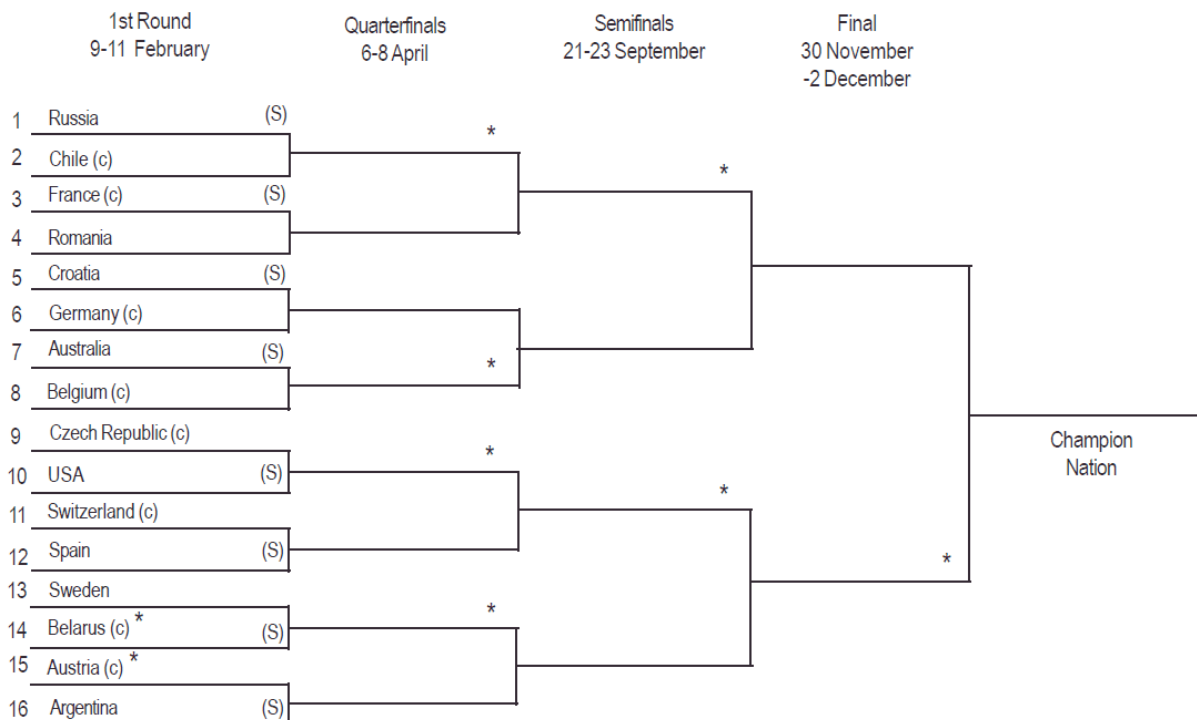 1st Round
9-11 February
Quarterfinals
6-8 April
Semifinals
21-23 September
Final
30 November
-2 December
1 Russia (S)
*
2 Chile (c)
*
3 France (c) (S)
4 Romania
5 Croatia (S)
6 Germany (c)
7 Australia (S)
*
8 Belgium (c)
9 Czech Republic (c)
Champion
Nation
*
10 USA (S)
*
11 Switzerland (c)
12 Spain (S)
*
13 Sweden
*
14 Belarus (c) * (S)
15 Austria (c) *
16 Argentina (S)